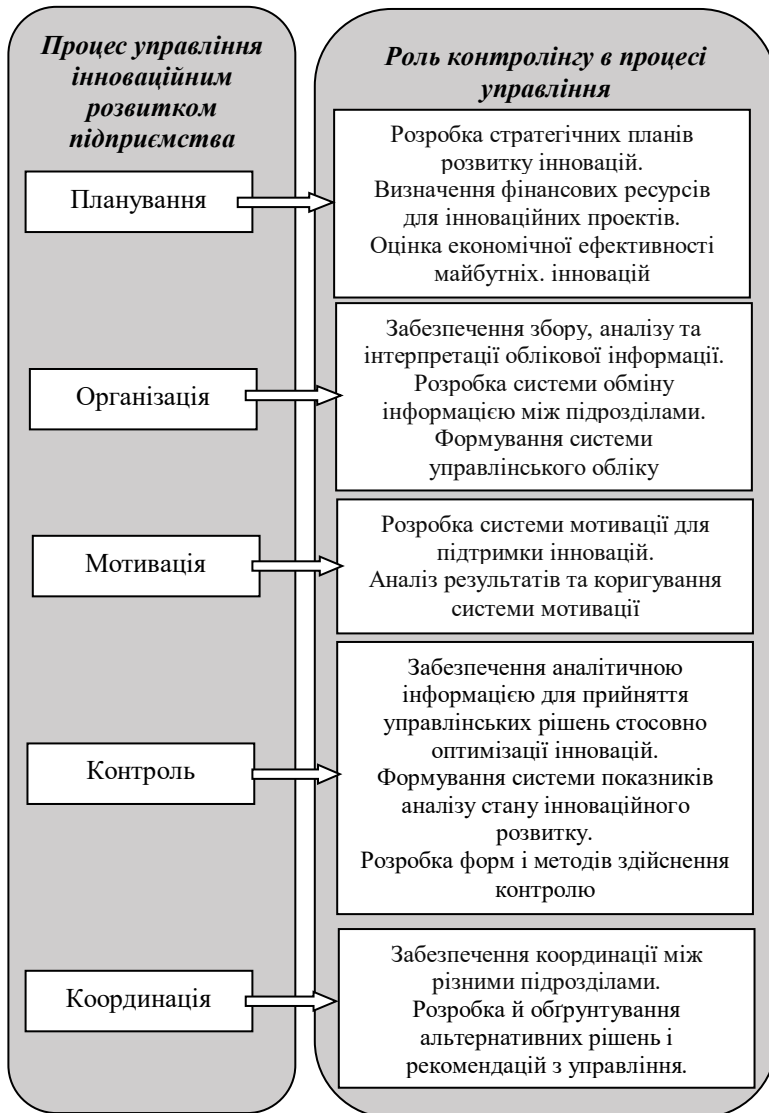 Процес управління
інноваційним
розвитком
підприємства
Роль контролінгу в процесі
управління
Планування
Розробка стратегічних планів
розвитку інновацій.
Визначення фінансових ресурсів
для інноваційних проектів.
Оцінка економічної ефективності
майбутніх. інновацій
Організація
Забезпечення збору, аналізу та
інтерпретації облікової інформації.
Розробка системи обміну
інформацією між підрозділами.
Формування системи
управлінського обліку
Мотивація
Розробка системи мотивації для
підтримки інновацій.
Аналіз результатів та коригування
системи мотивації
Контроль
Забезпечення аналітичною
інформацією для прийняття
управлінських рішень стосовно
оптимізації інновацій.
Формування системи показників
аналізу стану інноваційного
розвитку.
Розробка форм і методів здійснення
контролю
Координація
Забезпечення координації між
різними підрозділами.
Розробка й обґрунтування
альтернативних рішень і
рекомендацій з управління.